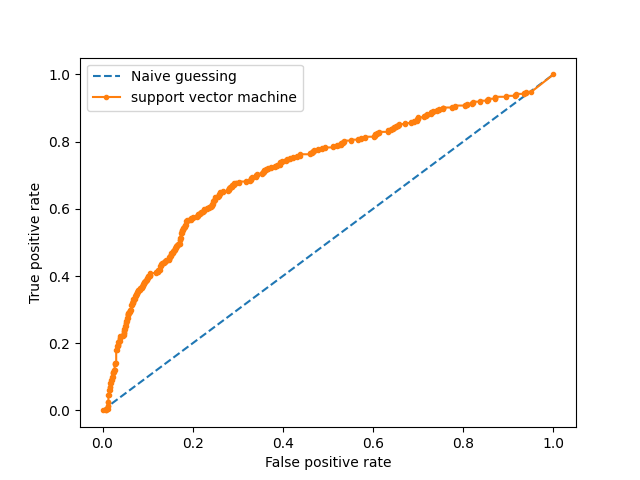 Naive guessing
support vector machine
True positive rate
1.0
0.8
0.6
0.4
0.2
0.0
0.0 0.2 0.4 0.6 0.8 1.0
False positive rate